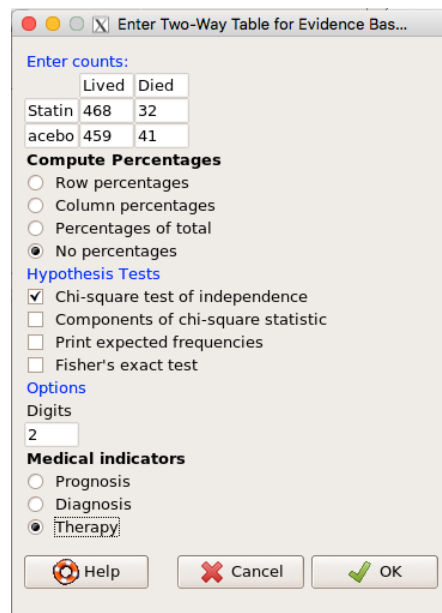 Enter Two-Way Table for Evidence Bas...
Enter counts:
Lived Died
Statin 468 32
acebo 459 41
Compute Percentages
Row percentages
Column percentages
Percentages of total
No percentages
Hypothesis Tests
Chi-square test of independence
Components of chi-square statistic
Print expected frequencies
Fisher's exact test
Options
Digits
2
Medical indicators
Prognosis
Diagnosis
Therapy
Help Cancel OK